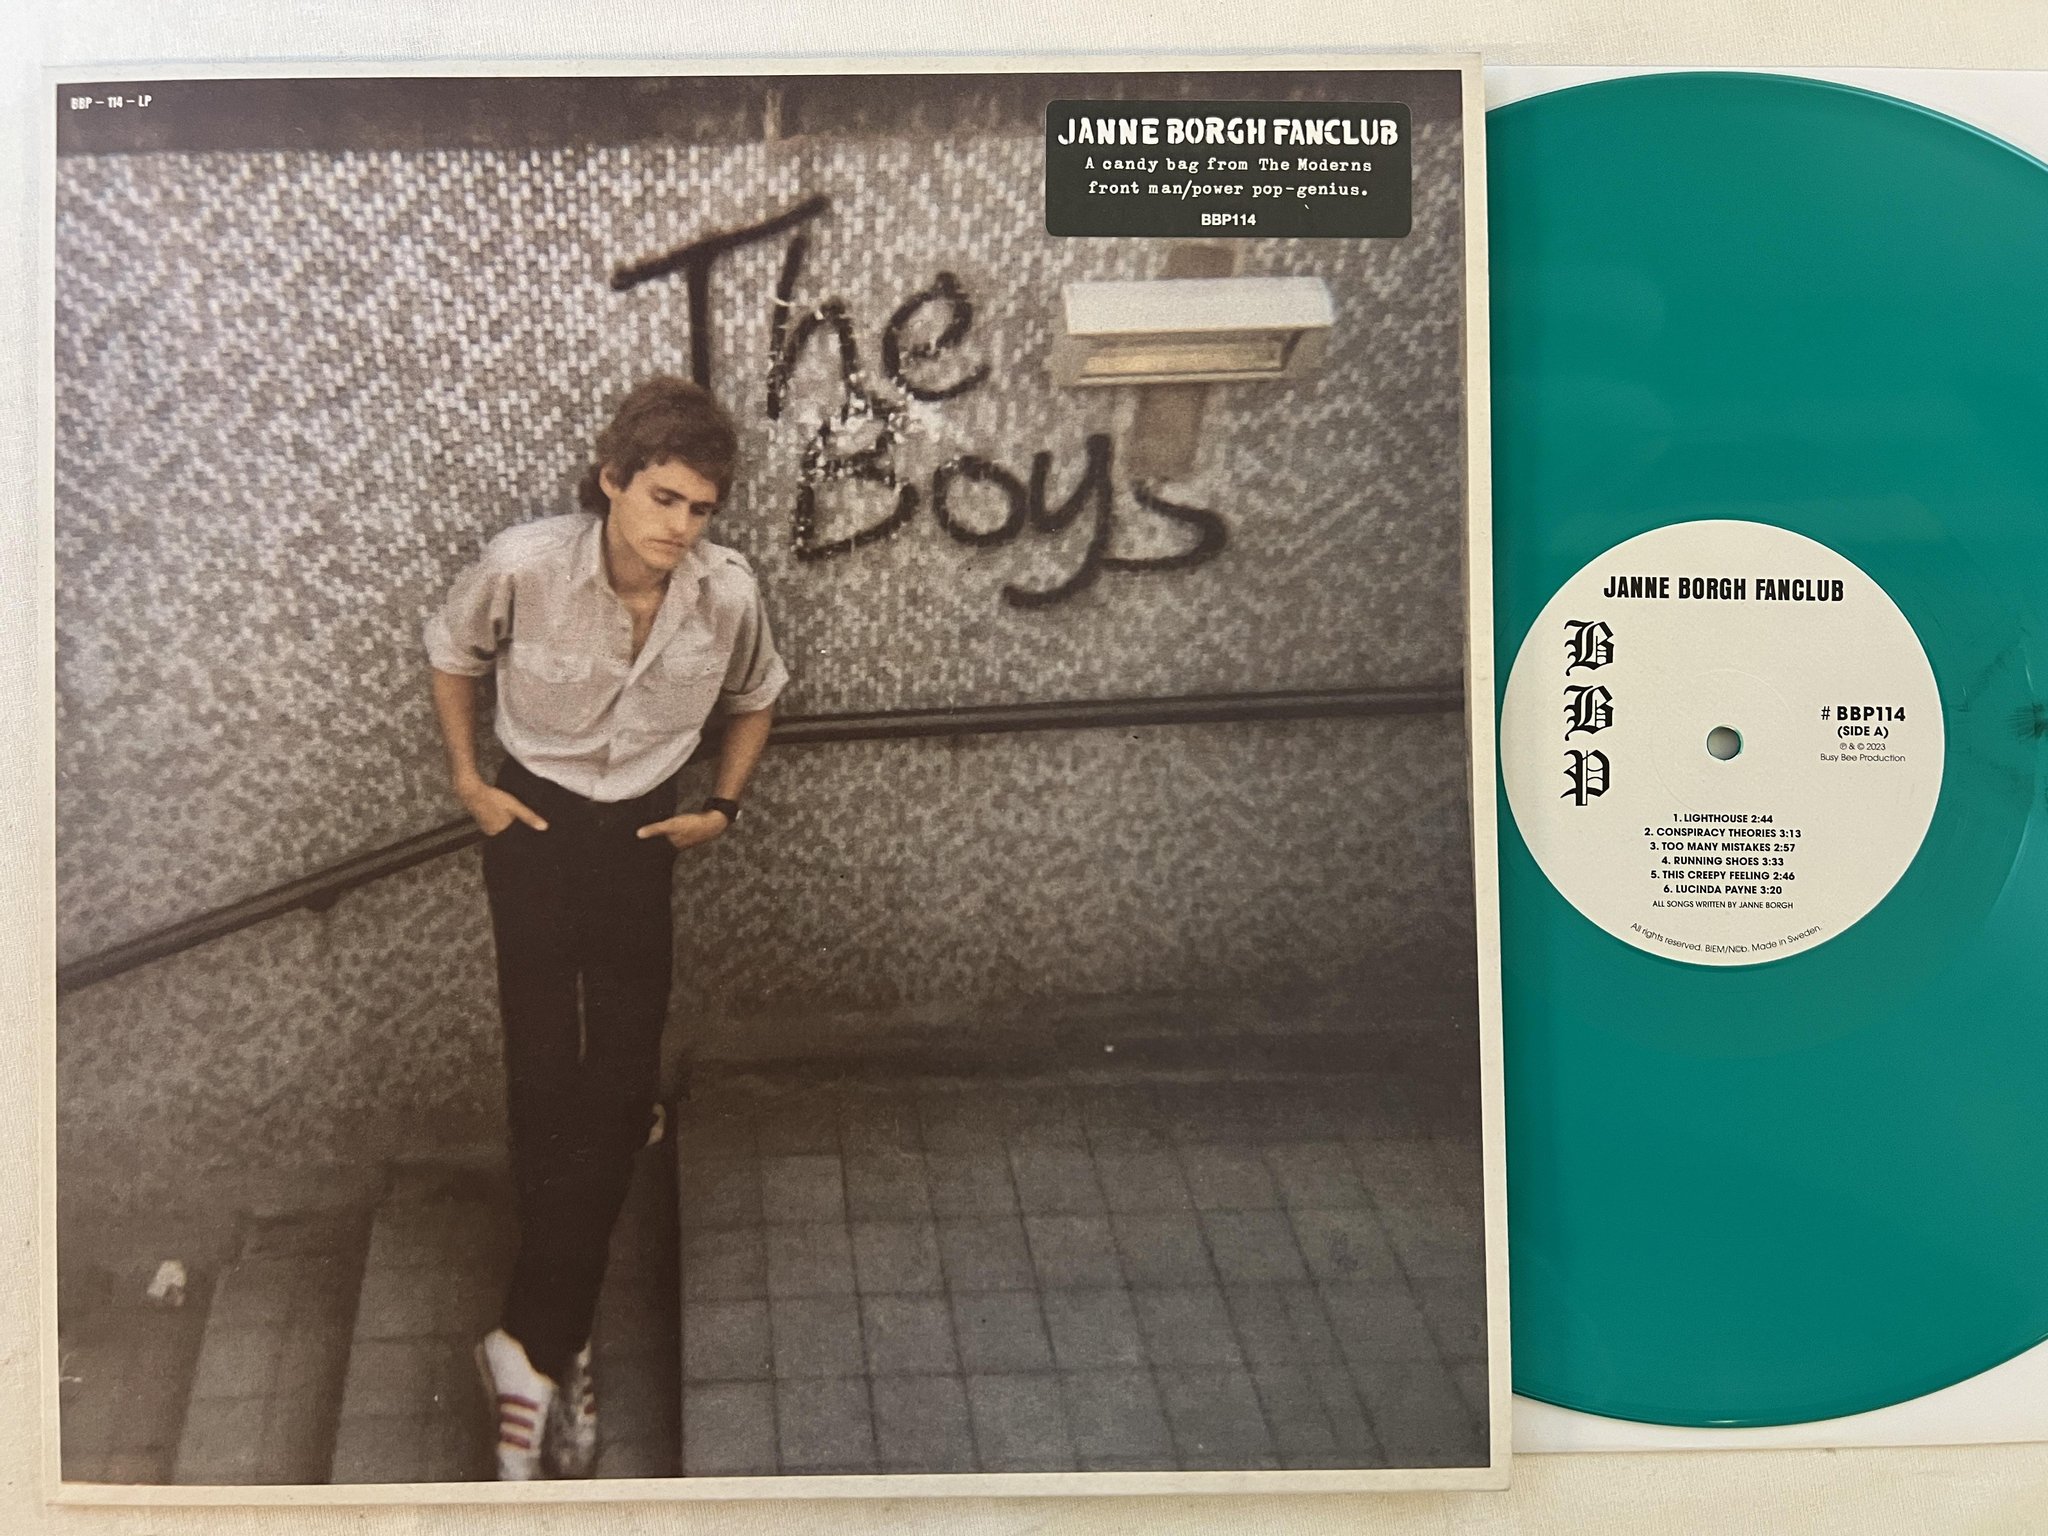 BBP - 114 - LP
JANNE BORGH FANCLUB
A candy bag from The Moderns
front man/power pop-genius.
BBP114
The
Boys
JANNE BORGH FANCLUB
B
B
P
# BBP114
(SIDE A)
℗ & © 2023
Busy Bee Production
1. LIGHTHOUSE 2:44
2. CONSPIRACY THEORIES 3:13
3. TOO MANY MISTAKES 2:57
4. RUNNING SHOES 3:33
5. THIS CREEPY FEELING 2:46
6. LUCINDA PAYNE 3:20
ALL SONGS WRITTEN BY JANNE BORGH
All rights reserved. BIEM/N©b. Made in Sweden.